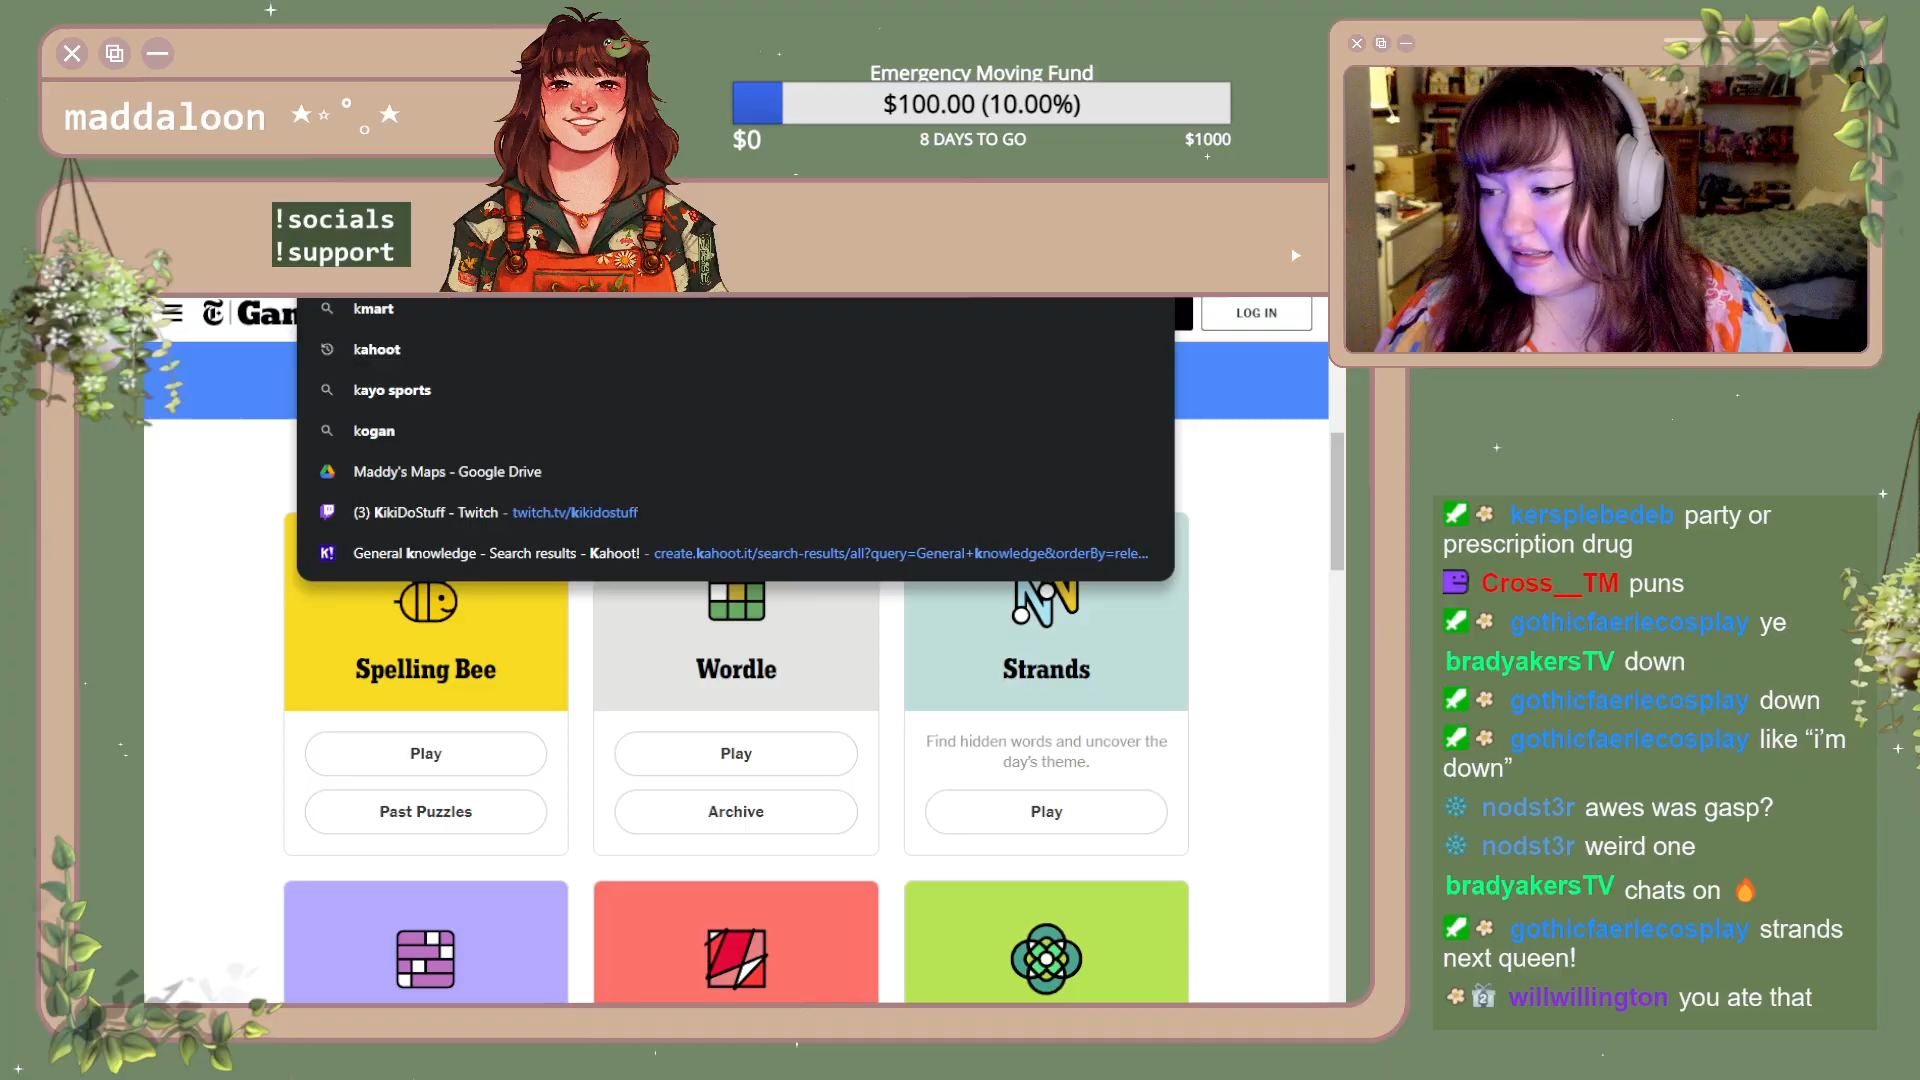 maddaloon
!socials
!support
Emergency Moving Fund
$100.00 (10.00%)
$0
8 DAYS TO GO
$1000
LOG IN
kmart
kahoot
kayo sports
kogan
Maddy's Maps - Google Drive
(3) KikiDoStuff - Twitch - twitch.tv/kikidostuff
K! General knowledge - Search results - Kahoot! - create.kahoot.it/search-results/all?query=General+knowledge&orderBy=rele...
Spelling Bee
Play
Past Puzzles
Wordle
Play
Archive
Strands
Find hidden words and uncover the
day's theme.
Play
kersplebedeb party or
prescription drug
Cross__TM puns
gothicfaeriecosplay ye
bradyakersTV down
gothicfaeriecosplay down
gothicfaeriecosplay like “i’m
down”
nodst3r awes was gasp?
nodst3r weird one
bradyakersTV chats on 🔥
gothicfaeriecosplay strands
next queen!
2 willwillington you ate that